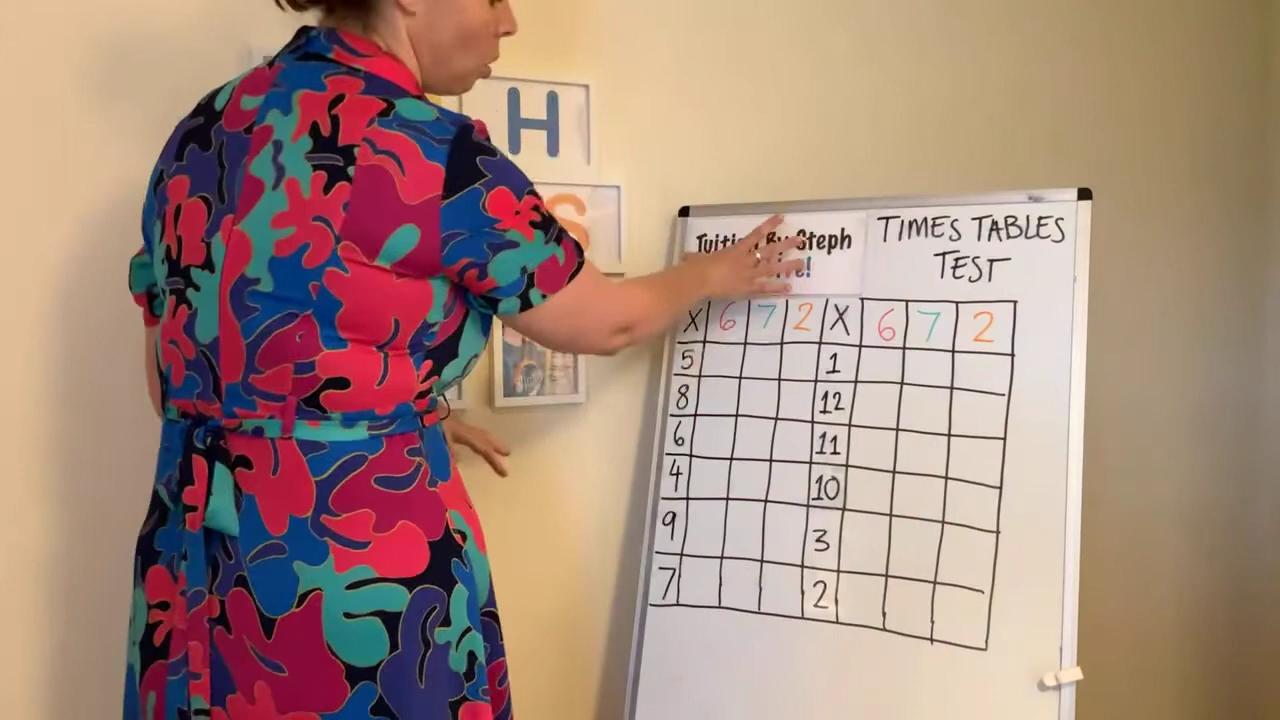 H
S
Steph
TIMES TABLES
TEST
X 6 7 2 X 6 7 2
5 1
8 12
6 11
4 10
9 3
7 2